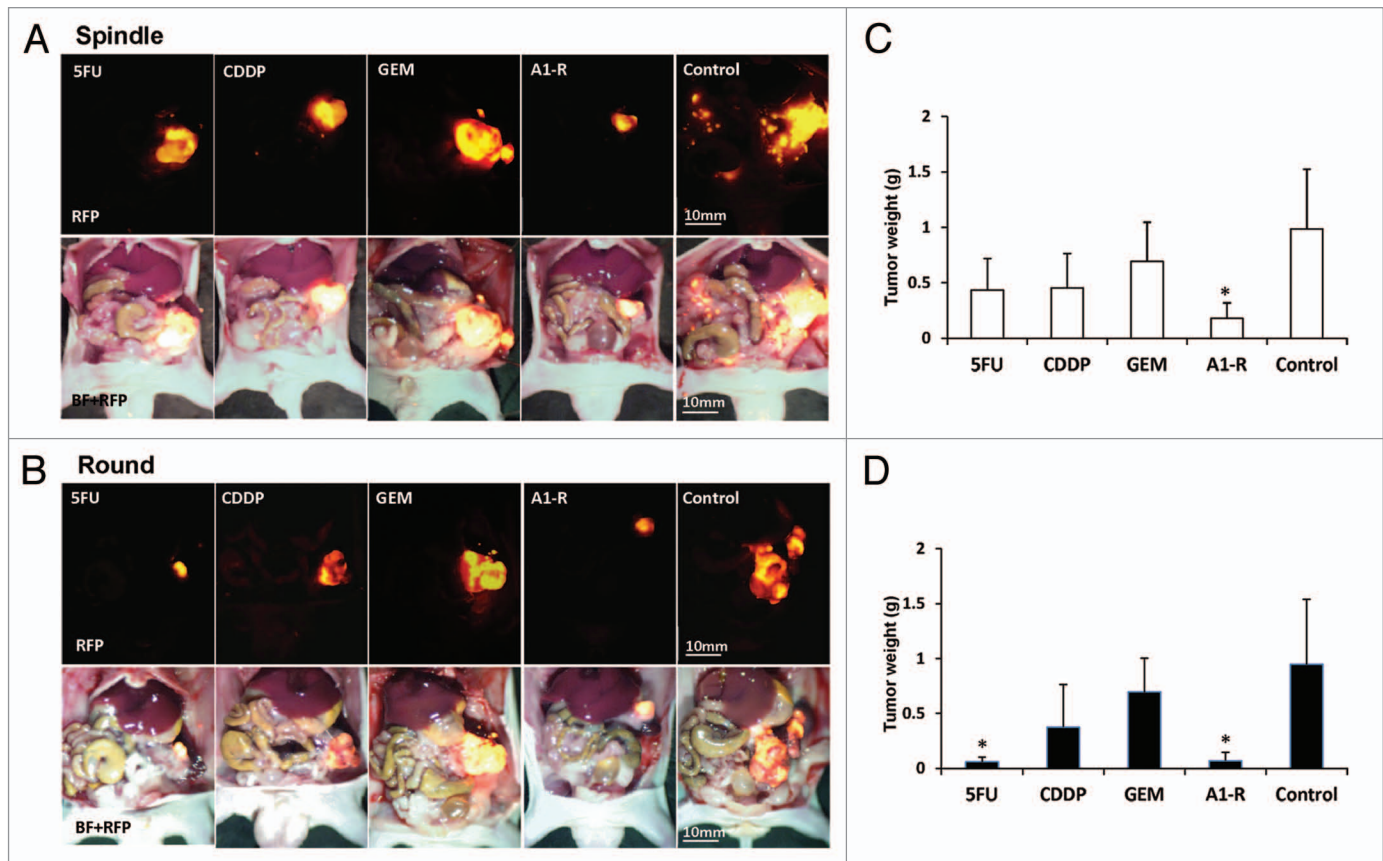 A
Spindle
5FU CDDP GEM A1-R Control
RFP 10mm
BF+RFP 10mm
B
Round
5FU CDDP GEM A1-R Control
RFP 10mm
BF+RFP 10mm
C
Tumor weight (g)
2
1.5
1
0.5
*
0
5FU CDDP GEM A1-R Control
D
Tumor weight (g)
2
1.5
1
0.5
* *
0
5FU CDDP GEM A1-R Control